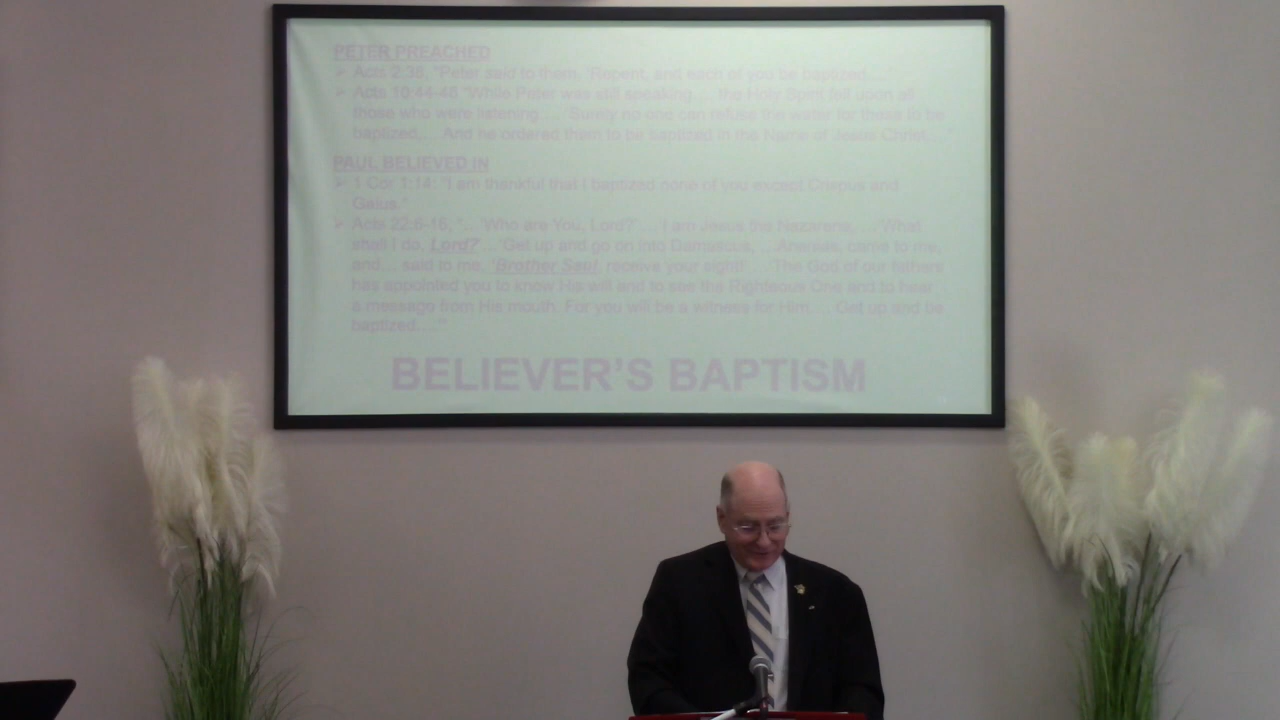 PETER PREACHED
➢ Acts 2:38, "Peter said to them, 'Repent, and each of you be baptized...."
➢ Acts 10:44-48 "While Peter was still speaking ... the Holy Spirit fell upon all
those who were listening .... 'Surely no one can refuse the water for these to be
baptized,... And he ordered them to be baptized in the Name of Jesus Christ.
PAUL BELIEVED IN
➢ 1 Cor 1:14: "I am thankful that I baptized none of you except Crispus and
Gaius."
➢ Acts 22:6-16, "... 'Who are You, Lord?' ... 'I am Jesus the Nazarene,... 'What
shall I do, Lord?' ... 'Get up and go on into Damascus, ... Ananias, came to me,
and... said to me, 'Brother Saul, receive your sight!' ... 'The God of our fathers
has appointed you to know His will and to see the Righteous One and to hear
a message from His mouth. For you will be a witness for Him.... Get up and be
baptized....'"
BELIEVER'S BAPTISM